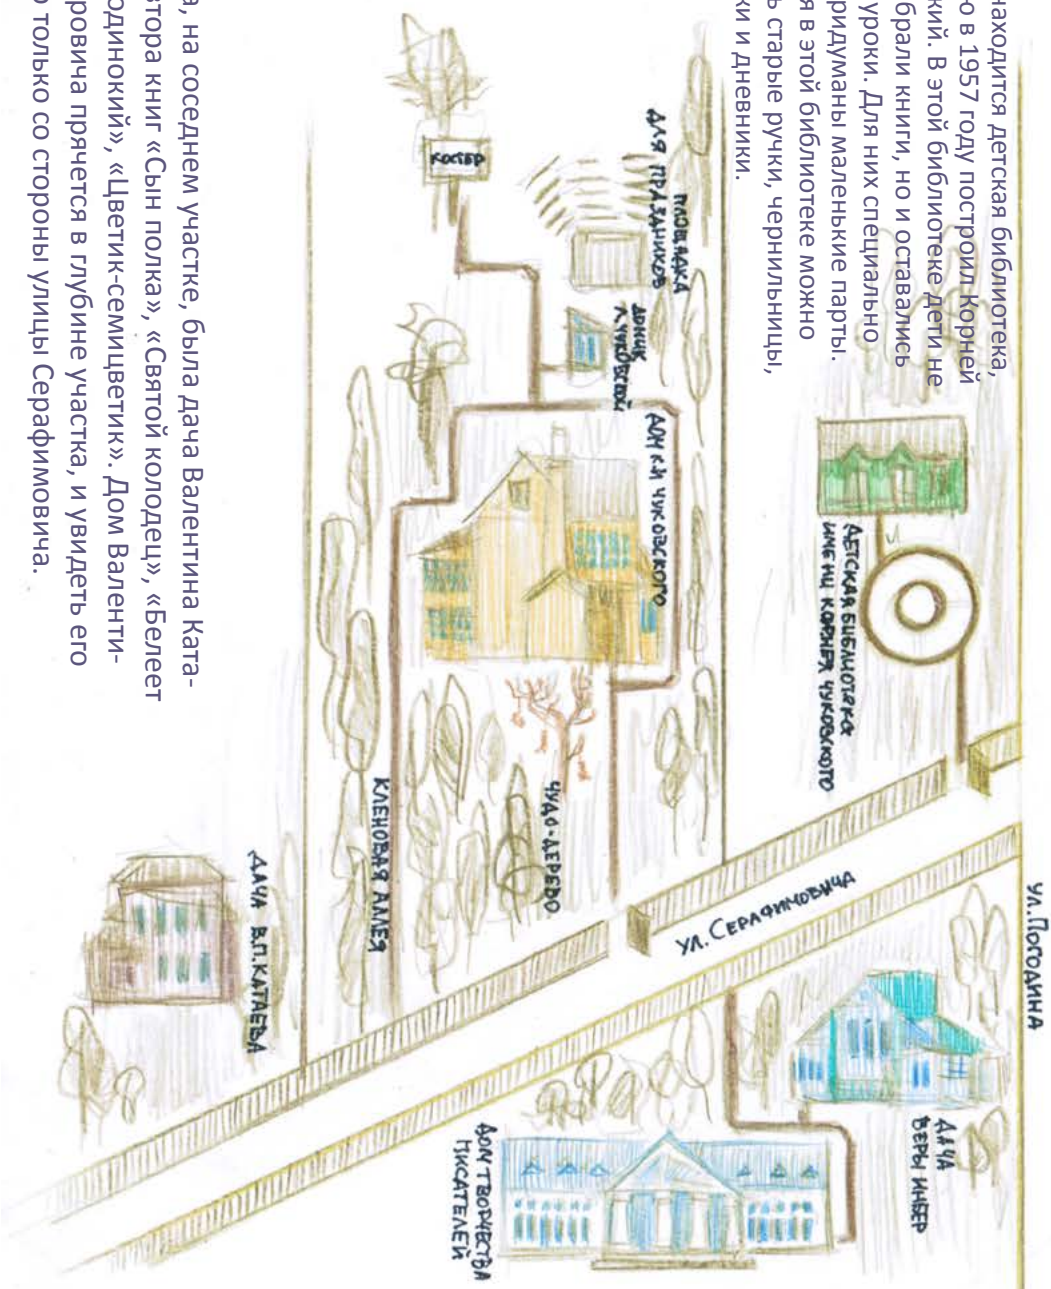 находится детская библиотека,
ю в 1957 году построил Корней
кий. В этой библиотеке дети не
брали книги, но и оставались
уроки. Для них специально
ридуманы маленькие парты.
я в этой библиотеке можно
ь старые ручки, чернильницы,
ки и дневники.
УЛ. ПОГОДИНА
ДАЧА
ВЕРЫ ИНБЕР
ДЕТСКАЯ БИБЛИОТЕКА
ИМЕНИ КОРНЕЯ ЧУКОВСКОГО
УЛ. СЕРАФИМОВИЧА
ПЛОЩАДКА
ДЛЯ ПРАЗДНИКОВ
ДОМИК
Л. ЧУКОВСКОЙ
ДОМ К.И ЧУКОВСКОГО
ЧУДО-ДЕРЕВО
КОСТЕР
КЛЕНОВАЯ АЛЛЕЯ
ДОМ ТВОРЧЕСТВА
ПИСАТЕЛЕЙ
ДАЧА В.П. КАТАЕВА
а, на соседнем участке, была дача Валентина Ката-
втора книг «Сын полка», «Святой колодец», «Белеет
одинокий», «Цветик-семицветик». Дом Валенти-
ровича прячется в глубине участка, и увидеть его
о только со стороны улицы Серафимовича.